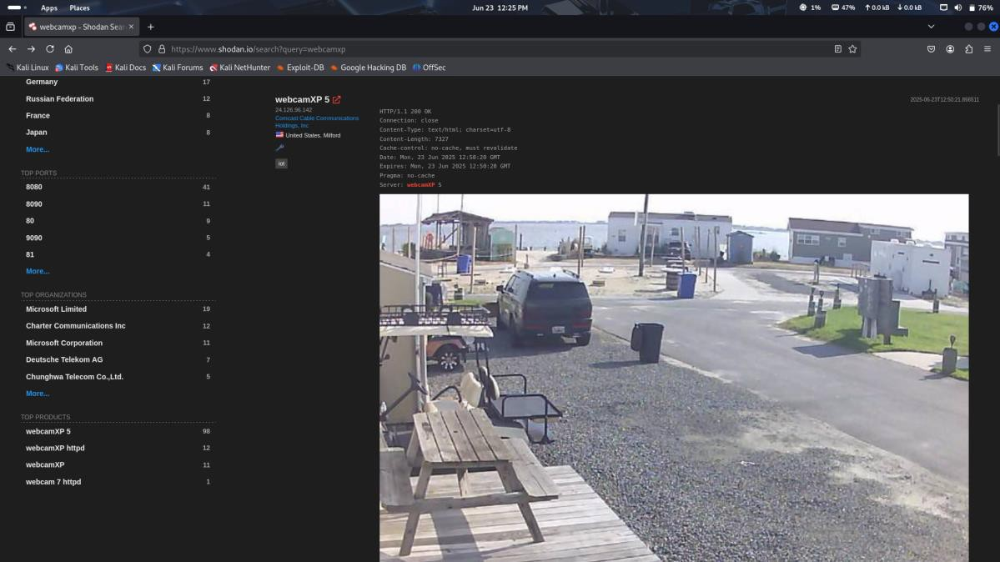 Apps Places Jun 23 12:25 PM 1% 47% 0.0 kB 0.0 kB 76%
webcamxp - Shodan Sear
https://www.shodan.io/search?query=webcamxp
Kali Linux Kali Tools Kali Docs Kali Forums Kali NetHunter Exploit-DB Google Hacking DB OffSec
Germany 17
Russian Federation 12
France 8
Japan 8
More...
TOP PORTS
8080 41
8090 11
80 9
9090 5
81 4
More...
TOP ORGANIZATIONS
Microsoft Limited 19
Charter Communications Inc 12
Microsoft Corporation 11
Deutsche Telekom AG 7
Chunghwa Telecom Co.,Ltd. 5
More...
TOP PRODUCTS
webcamXP 5 98
webcamXP httpd 12
webcamXP 11
webcam 7 httpd 1
webcamXP 5
24.126.96.142
Comcast Cable Communications
Holdings, Inc
United States, Milford
iot
2025-06-23T12:50:21.868511
HTTP/1.1 200 OK
Connection: close
Content-Type: text/html; charset=utf-8
Content-Length: 7327
Cache-control: no-cache, must revalidate
Date: Mon, 23 Jun 2025 12:50:20 GMT
Expires: Mon, 23 Jun 2025 12:50:20 GMT
Pragma: no-cache
Server: webcamXP 5